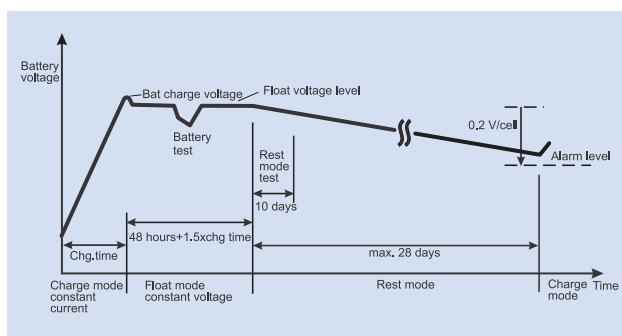 Battery
voltage
Bat charge voltage
Float voltage level
Battery
test
0.2 V/cell
Alarm level
Rest
mode
test
10 days
48 hours+1.5xchg time
Chg.time
max. 28 days
Charge mode
constant
current
Float mode
constant voltage
Rest mode
Charge
mode
Time